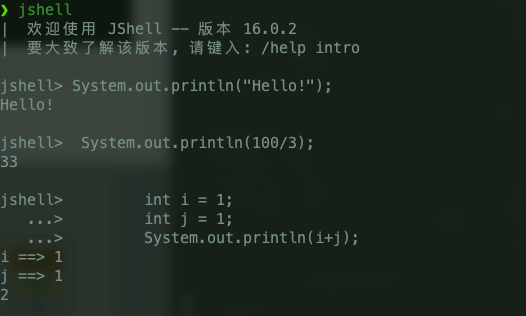 ❯ jshell
|  欢迎使用 JShell -- 版本 16.0.2
|  要大致了解该版本, 请键入: /help intro
jshell> System.out.println("Hello!");
Hello!
jshell>  System.out.println(100/3);
33
jshell>         int i = 1;
   ...>         int j = 1;
   ...>         System.out.println(i+j);
i ==> 1
j ==> 1
2